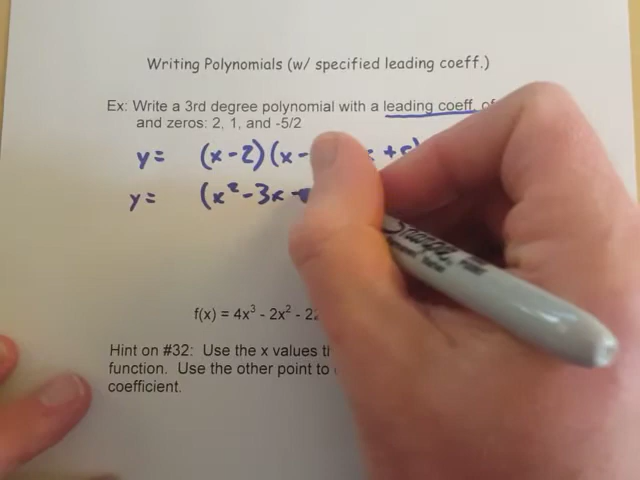 Writing Polynomials (w/ specified leading coeff.)
Ex: Write a 3rd degree polynomial with a leading coeff. of
and zeros: 2, 1, and -5/2
y = (x - 2)(x -
y = (x² - 3x
Sharpie
f(x) = 4x³ - 2x² - 22
Hint on #32: Use the x values
function. Use the other point to
coefficient.